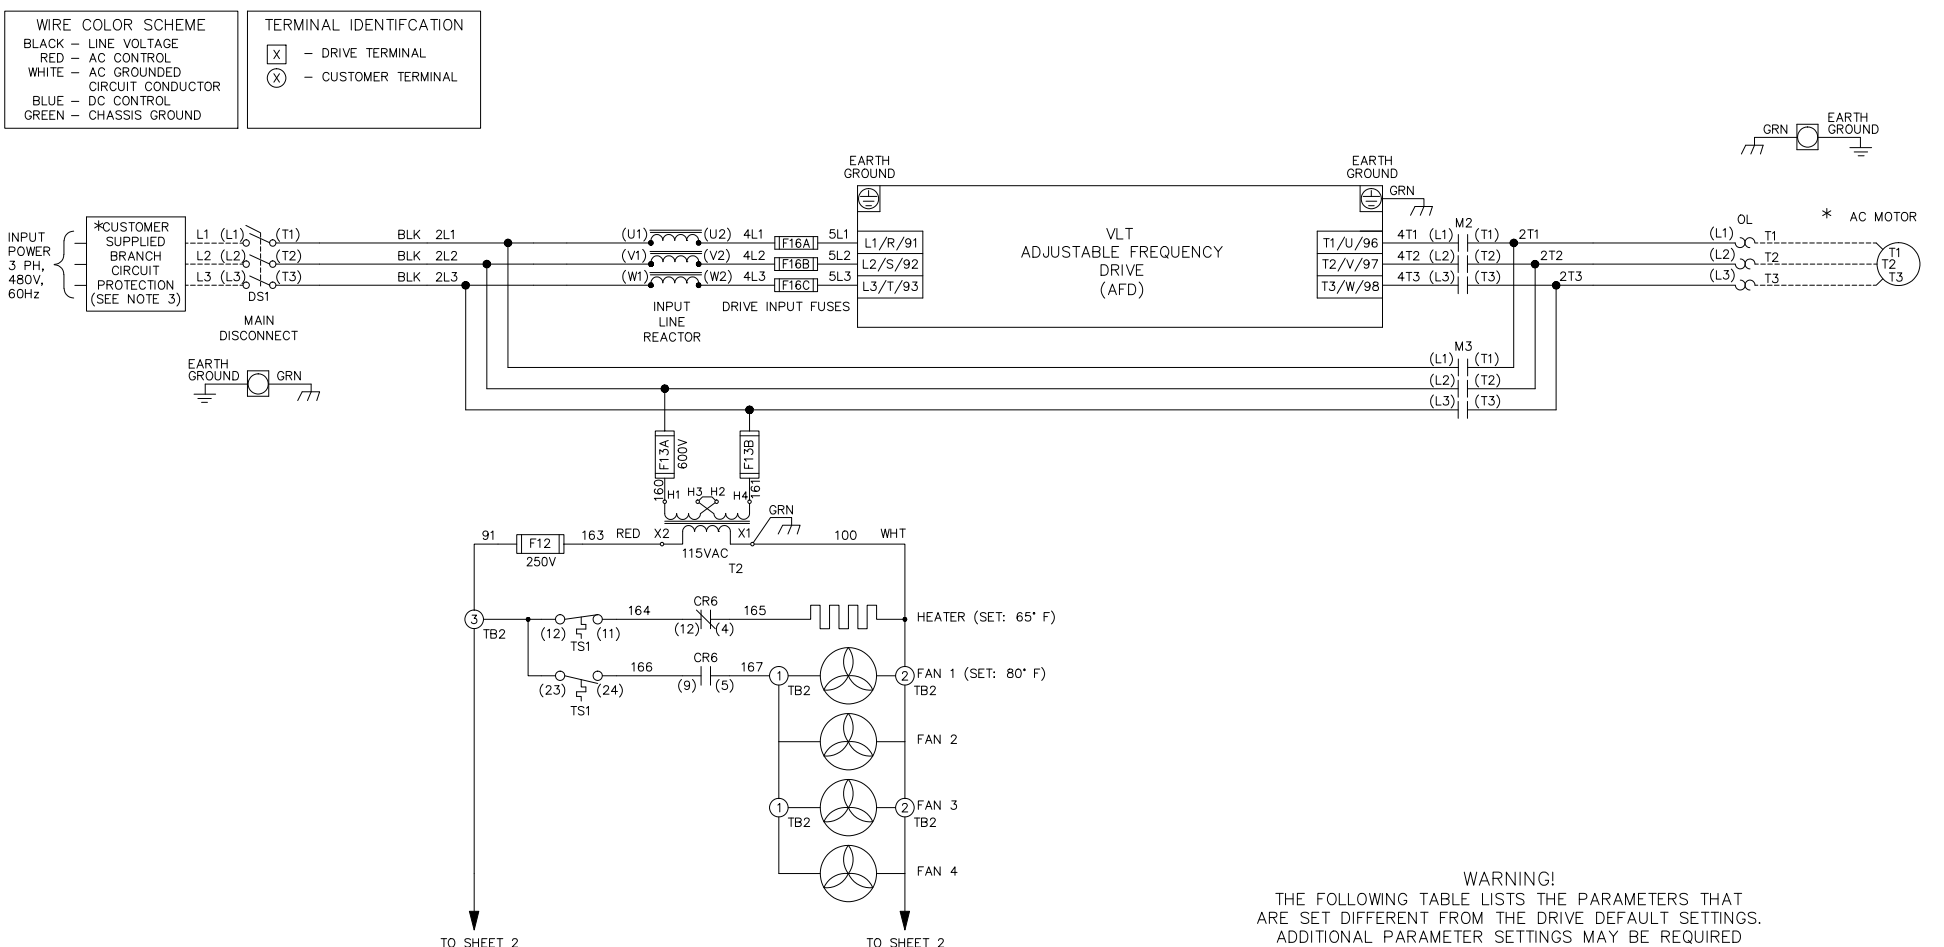 WIRE COLOR SCHEME
BLACK – LINE VOLTAGE
RED – AC CONTROL
WHITE – AC GROUNDED
CIRCUIT CONDUCTOR
BLUE – DC CONTROL
GREEN – CHASSIS GROUND
TERMINAL IDENTIFCATION
X – DRIVE TERMINAL
X – CUSTOMER TERMINAL
GRN
EARTH
GROUND
INPUT
POWER
3 PH,
480V,
60Hz
*CUSTOMER
SUPPLIED
BRANCH
CIRCUIT
PROTECTION
(SEE NOTE 3)
L1 (L1) (T1) BLK 2L1
L2 (L2) (T2) BLK 2L2
L3 (L3) (T3) BLK 2L3
DS1
MAIN
DISCONNECT
EARTH
GROUND
GRN
(U1) (U2) 4L1 F16A 5L1
(V1) (V2) 4L2 F16B 5L2
(W1) (W2) 4L3 F16C 5L3
INPUT
LINE
REACTOR
DRIVE INPUT FUSES
EARTH
GROUND
L1/R/91
L2/S/92
L3/T/93
VLT
ADJUSTABLE FREQUENCY
DRIVE
(AFD)
EARTH
GROUND
GRN
T1/U/96
T2/V/97
T3/W/98
M2
4T1 (L1) (T1) 2T1
4T2 (L2) (T2) 2T2
4T3 (L3) (T3) 2T3
OL
(L1) T1
(L2) T2
(L3) T3
* AC MOTOR
T1
T2
T3
M3
(L1) (T1)
(L2) (T2)
(L3) (T3)
F13A
600V
F13B
160
H1 H3 H2 H4
161
GRN
91 F12 163 RED X2 X1 100 WHT
250V
115VAC
T2
3
TB2
(12) (11)
TS1
164
CR6
(12) (4)
165
HEATER (SET: 65° F)
(23) (24)
TS1
166
CR6
(9) (5)
167
1
TB2
2
TB2
FAN 1 (SET: 80° F)
FAN 2
1
TB2
2
TB2
FAN 3
FAN 4
TO SHEET 2
TO SHEET 2
WARNING!
THE FOLLOWING TABLE LISTS THE PARAMETERS THAT
ARE SET DIFFERENT FROM THE DRIVE DEFAULT SETTINGS.
ADDITIONAL PARAMETER SETTINGS MAY BE REQUIRED